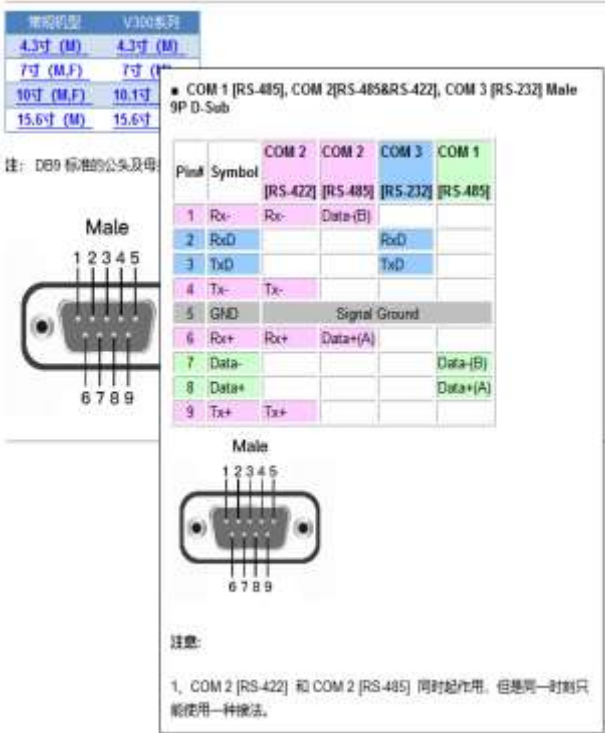 常规机型 V300系列
4.3寸 (M) 4.3寸 (M)
7寸 (M,F) 7寸
10寸 (M,F) 10.1寸
15.6寸 (M) 15.6寸
注: DB9 标准的公头及母
Male
1 2 3 4 5
6 7 8 9
▪ COM 1 [RS-485], COM 2[RS-485&RS-422], COM 3 [RS-232] Male
9P D-Sub
Pin# Symbol COM 2 COM 2 COM 3 COM 1
[RS-422] [RS-485] [RS-232] [RS-485]
1 Rx- Rx- Data-(B)
2 RxD RxD
3 TxD TxD
4 Tx- Tx-
5 GND Signal Ground
6 Rx+ Rx+ Data+(A)
7 Data- Data-(B)
8 Data+ Data+(A)
9 Tx+ Tx+
Male
1 2 3 4 5
6 7 8 9
注意:
1、COM 2 [RS-422] 和 COM 2 [RS-485] 同时起作用，但是同一时刻只
能使用一种接法。